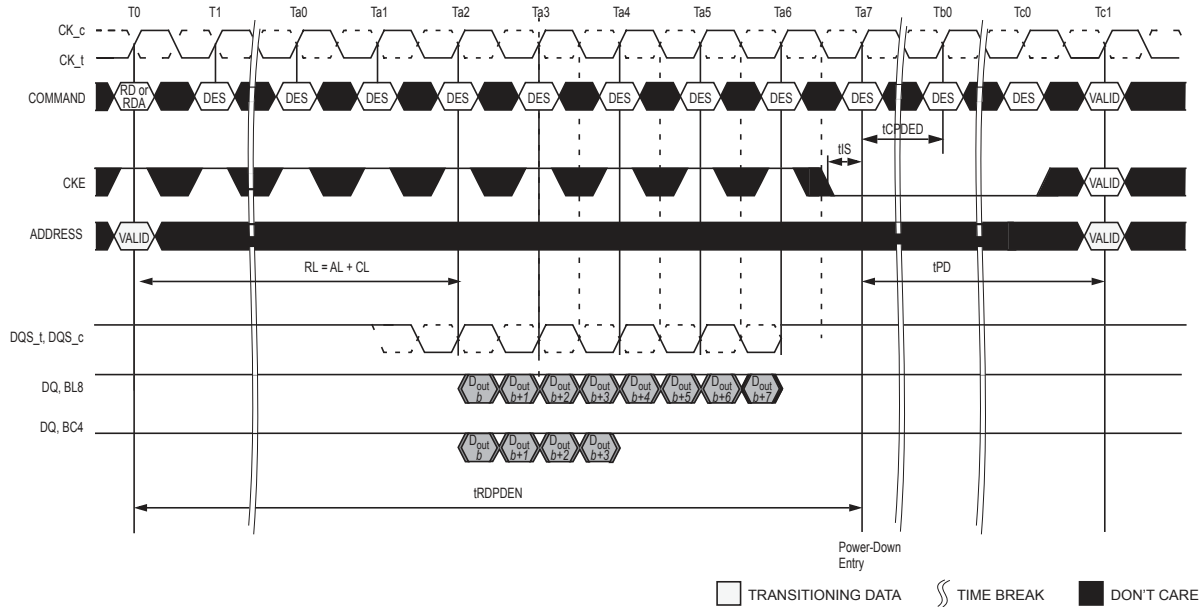 T0 T1 Ta0 Ta1 Ta2 Ta3 Ta4 Ta5 Ta6 Ta7 Tb0 Tc0 Tc1
CK_c
CK_t
COMMAND RD or RDA DES DES DES DES DES DES DES DES DES DES DES VALID
tCPDED
tIS
CKE VALID
ADDRESS VALID VALID
RL = AL + CL tPD
DQS_t, DQS_c
DQ, BL8 Dout b Dout b+1 Dout b+2 Dout b+3 Dout b+4 Dout b+5 Dout b+6 Dout b+7
DQ, BC4 Dout b Dout b+1 Dout b+2 Dout b+3
tRDPDEN
Power-Down
Entry
TRANSITIONING DATA TIME BREAK DON'T CARE